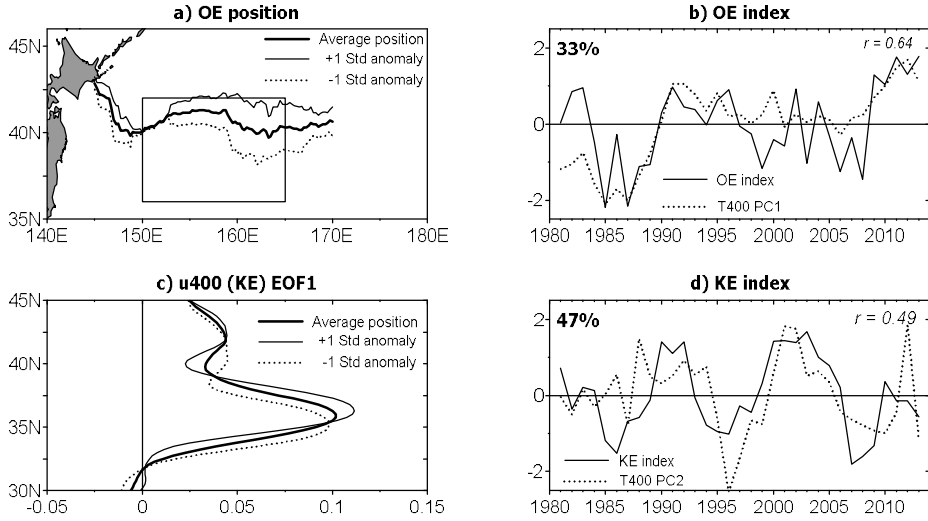 a) OE position
45N
40N
35N
140E 150E 160E 170E 180E
Average position
+1 Std anomaly
-1 Std anomaly
b) OE index
33%
r = 0.64
2
0
-2
OE index
T400 PC1
1980 1985 1990 1995 2000 2005 2010
c) u400 (KE) EOF1
45N
40N
35N
30N
-0.05 0 0.05 0.1 0.15
Average position
+1 Std anomaly
-1 Std anomaly
d) KE index
47%
r = 0.49
2
0
-2
KE index
T400 PC2
1980 1985 1990 1995 2000 2005 2010